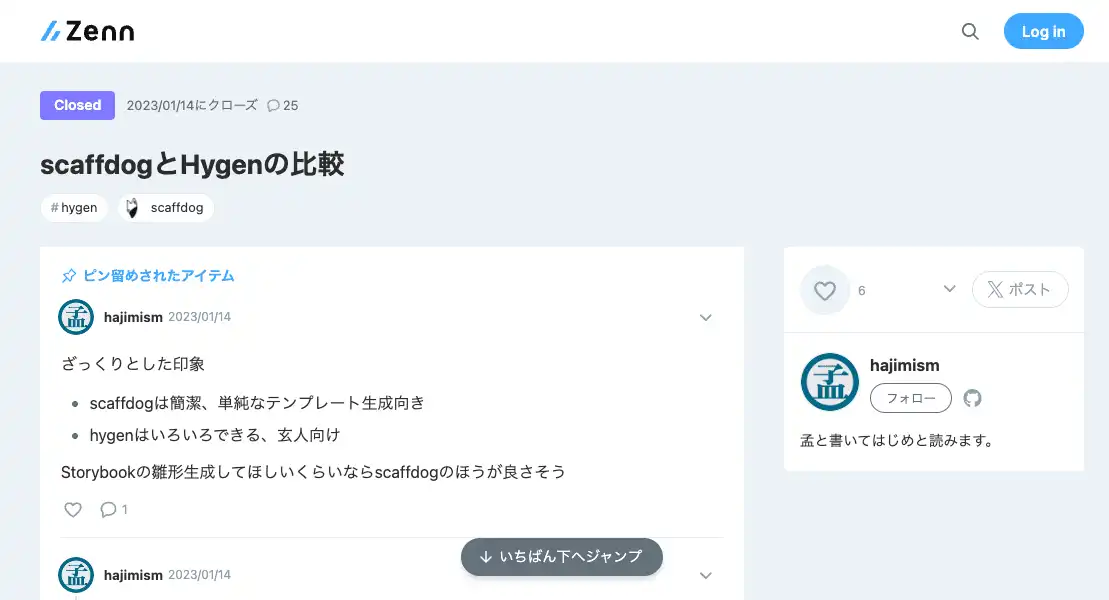 Zenn
Log in
Closed 2023/01/14にクローズ 25
scaffdogとHygenの比較
#hygen scaffdog
ピン留めされたアイテム
hajimism 2023/01/14
ざっくりとした印象
• scaffdogは簡潔、単純なテンプレート生成向き
• hygenはいろいろできる、玄人向け
Storybookの雛形生成してほしいくらいならscaffdogのほうが良さそう
1
↓ いちばん下へジャンプ
hajimism 2023/01/14
6
ポスト
孟
hajimism
フォロー
孟と書いてはじめと読みます。